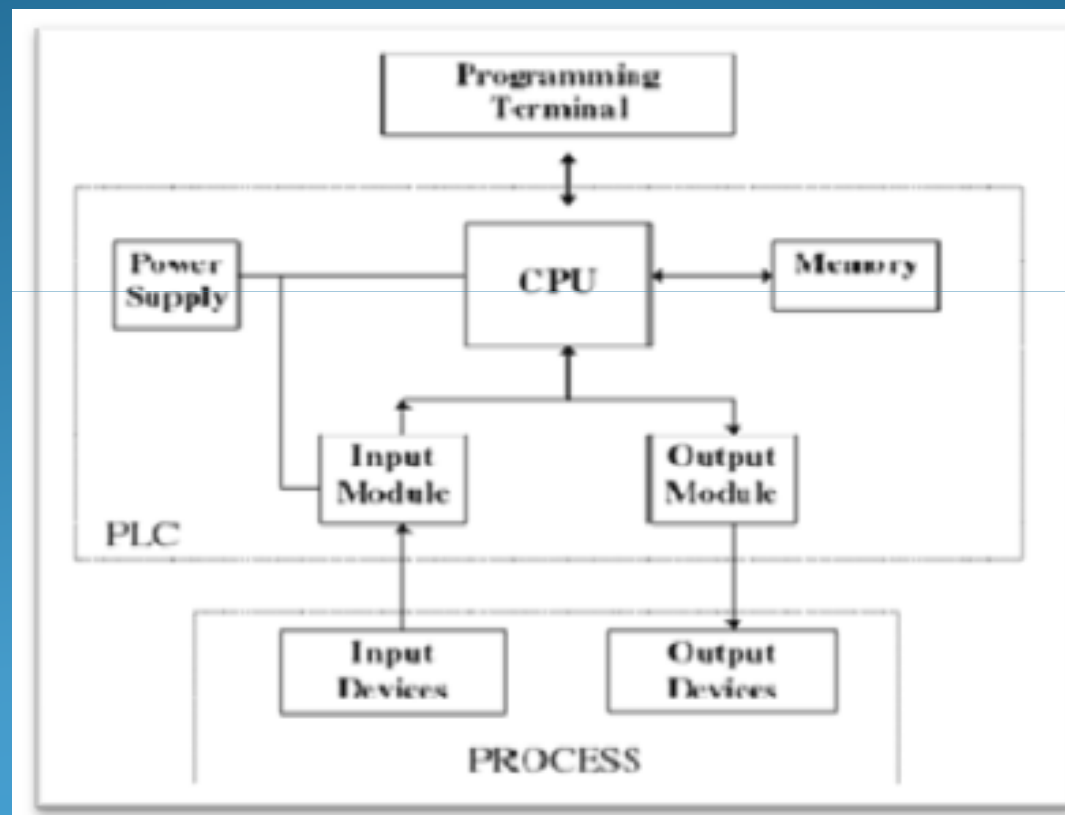 Programming
Terminal
Power
Supply
CPU
Memory
Input
Module
Output
Module
PLC
Input
Devices
Output
Devices
PROCESS